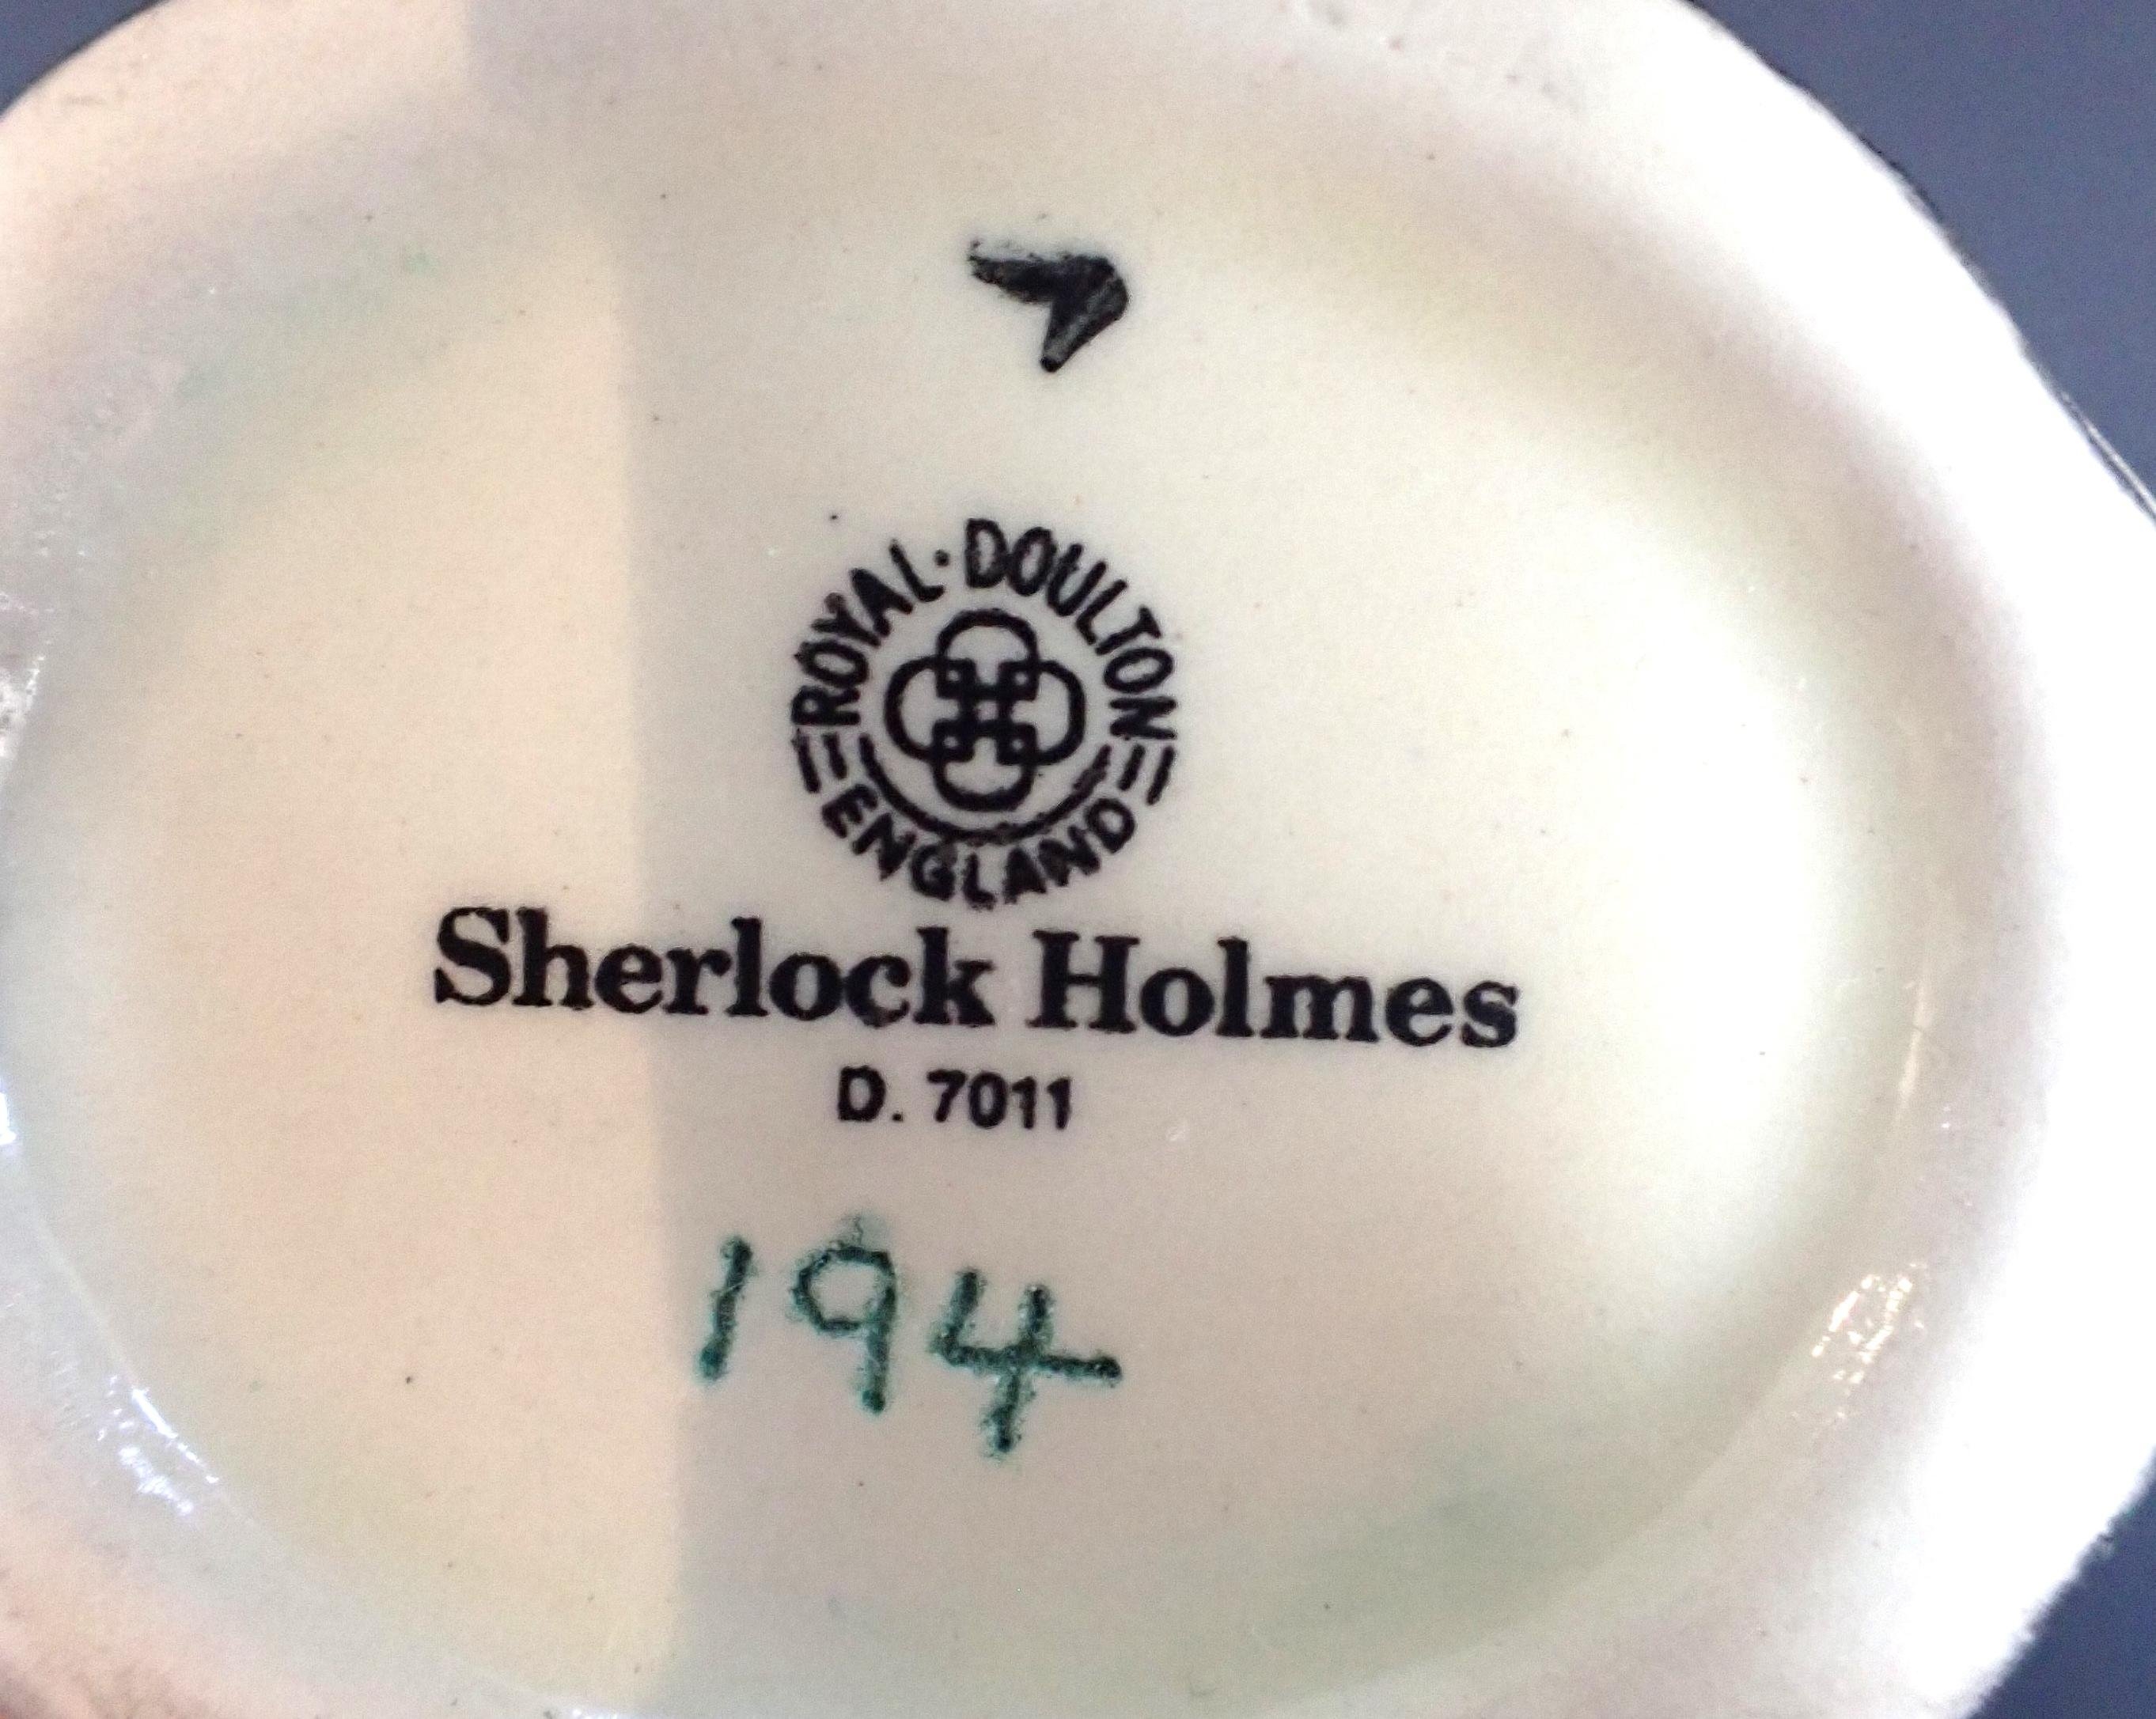 ROYAL · DOULTON
ENGLAND
Sherlock Holmes
D. 7011
194